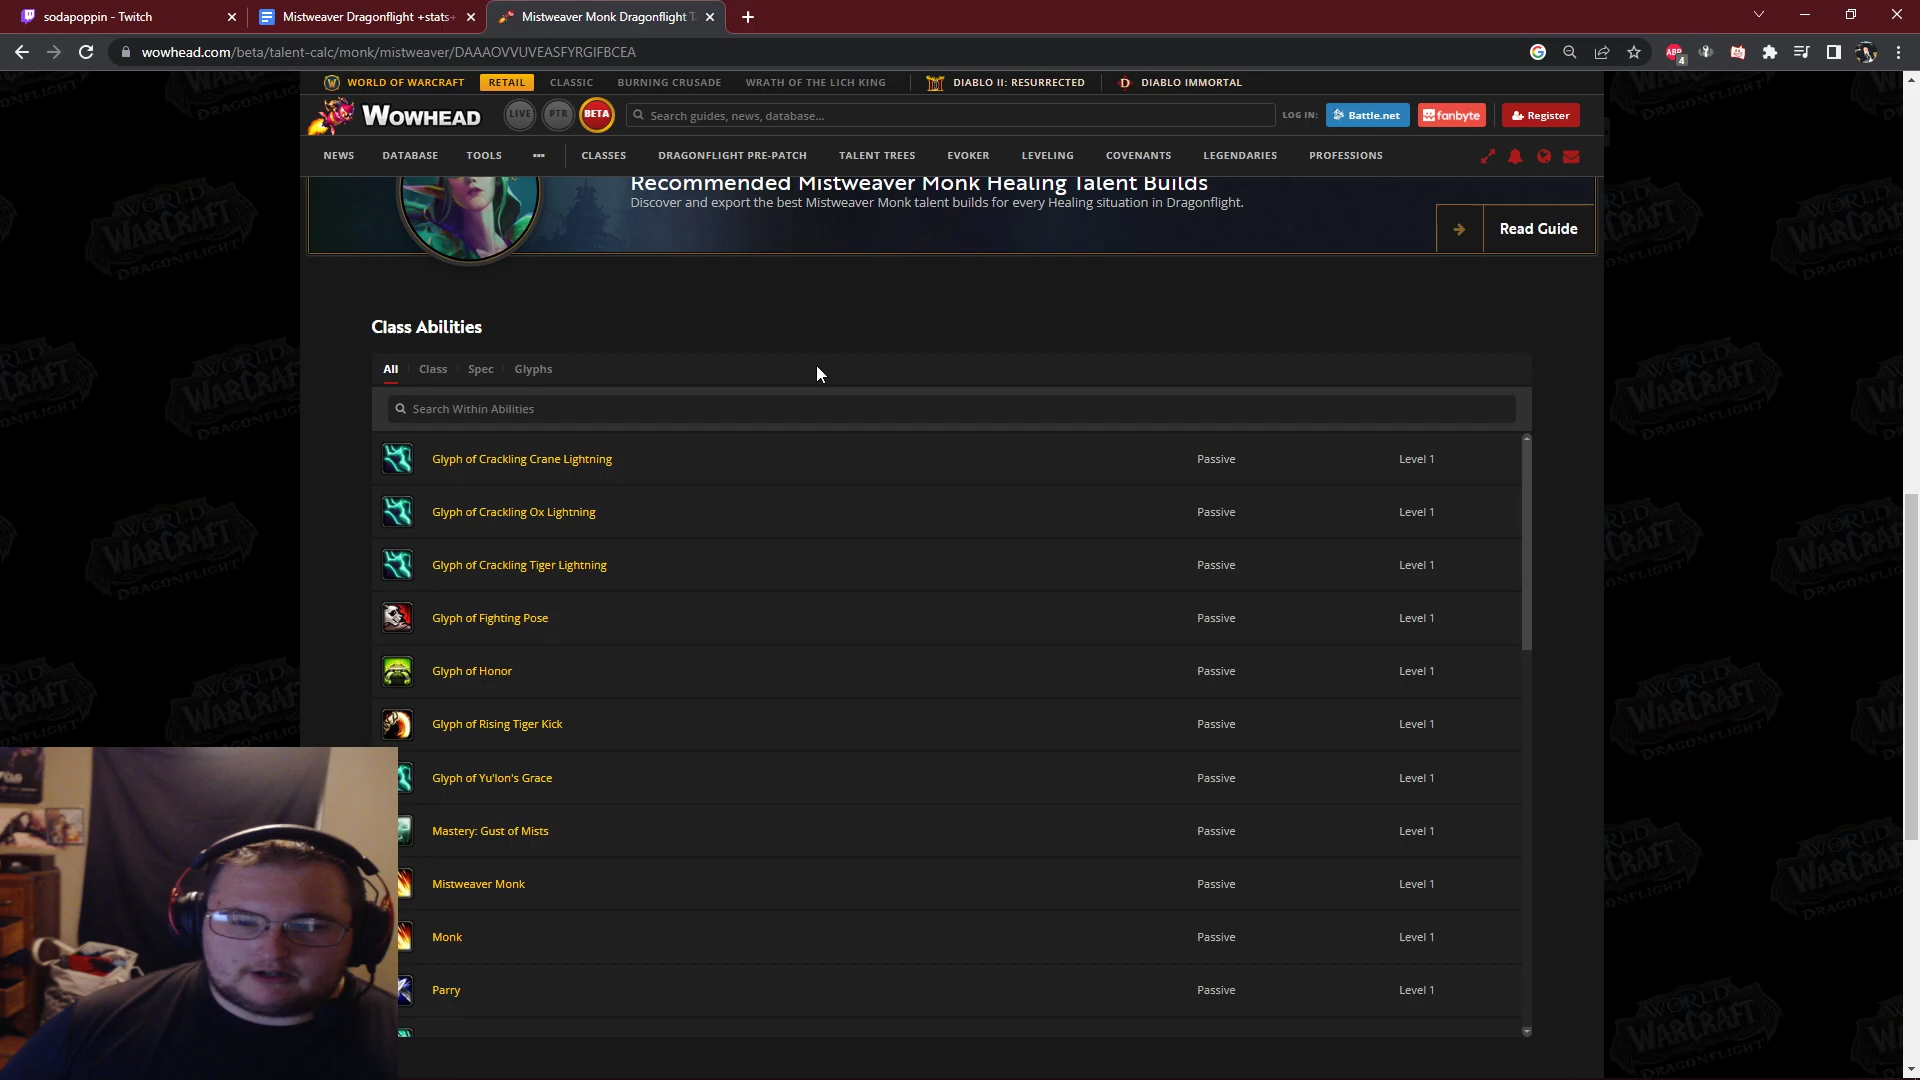 sodapoppin - Twitch
Mistweaver Dragonflight +stats+
Mistweaver Monk Dragonflight T
wowhead.com/beta/talent-calc/monk/mistweaver/DAAAOVVUVEASFYRGIFBCEA
ABP
4
WORLD OF WARCRAFT RETAIL CLASSIC BURNING CRUSADE WRATH OF THE LICH KING DIABLO II: RESURRECTED DIABLO IMMORTAL
WOWHEAD LIVE PTR BETA Search guides, news, database... LOG IN: Battle.net fanbyte Register
NEWS DATABASE TOOLS ••• CLASSES DRAGONFLIGHT PRE-PATCH TALENT TREES EVOKER LEVELING COVENANTS LEGENDARIES PROFESSIONS
Recommended Mistweaver Monk Healing Talent Builds
Discover and export the best Mistweaver Monk talent builds for every Healing situation in Dragonflight.
Read Guide
Class Abilities
All Class Spec Glyphs
Search Within Abilities
Glyph of Crackling Crane Lightning Passive Level 1
Glyph of Crackling Ox Lightning Passive Level 1
Glyph of Crackling Tiger Lightning Passive Level 1
Glyph of Fighting Pose Passive Level 1
Glyph of Honor Passive Level 1
Glyph of Rising Tiger Kick Passive Level 1
Glyph of Yu'lon's Grace Passive Level 1
Mastery: Gust of Mists Passive Level 1
Mistweaver Monk Passive Level 1
Monk Passive Level 1
Parry Passive Level 1
WORLD OF WARCRAFT DRAGONFLIGHT